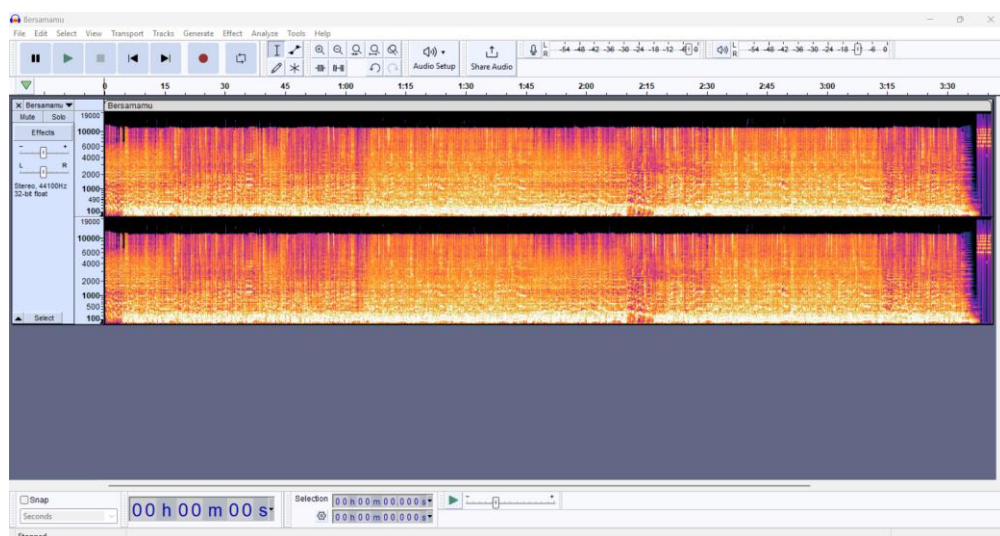 Bersamamu
File Edit Select View Transport Tracks Generate Effect Analyze Tools Help
Audio Setup Share Audio
L R -54 -48 -42 -36 -30 -24 -18 -12 -6 0
L R -54 -48 -42 -36 -30 -24 -18 -6 0
0 15 30 45 1:00 1:15 1:30 1:45 2:00 2:15 2:30 2:45 3:00 3:15 3:30
Bersamamu Bersamamu
Mute Solo
Effects
- +
L R
Stereo, 44100Hz
32-bit float
19000
10000
6000
4000
2000
1000
490
100
19000
10000
6000
4000
2000
1000
500
100
Select
Snap
Seconds
00 h 00 m 00 s
Selection
00 h 00 m 00.000 s
00 h 00 m 00.000 s
- +
Stopped